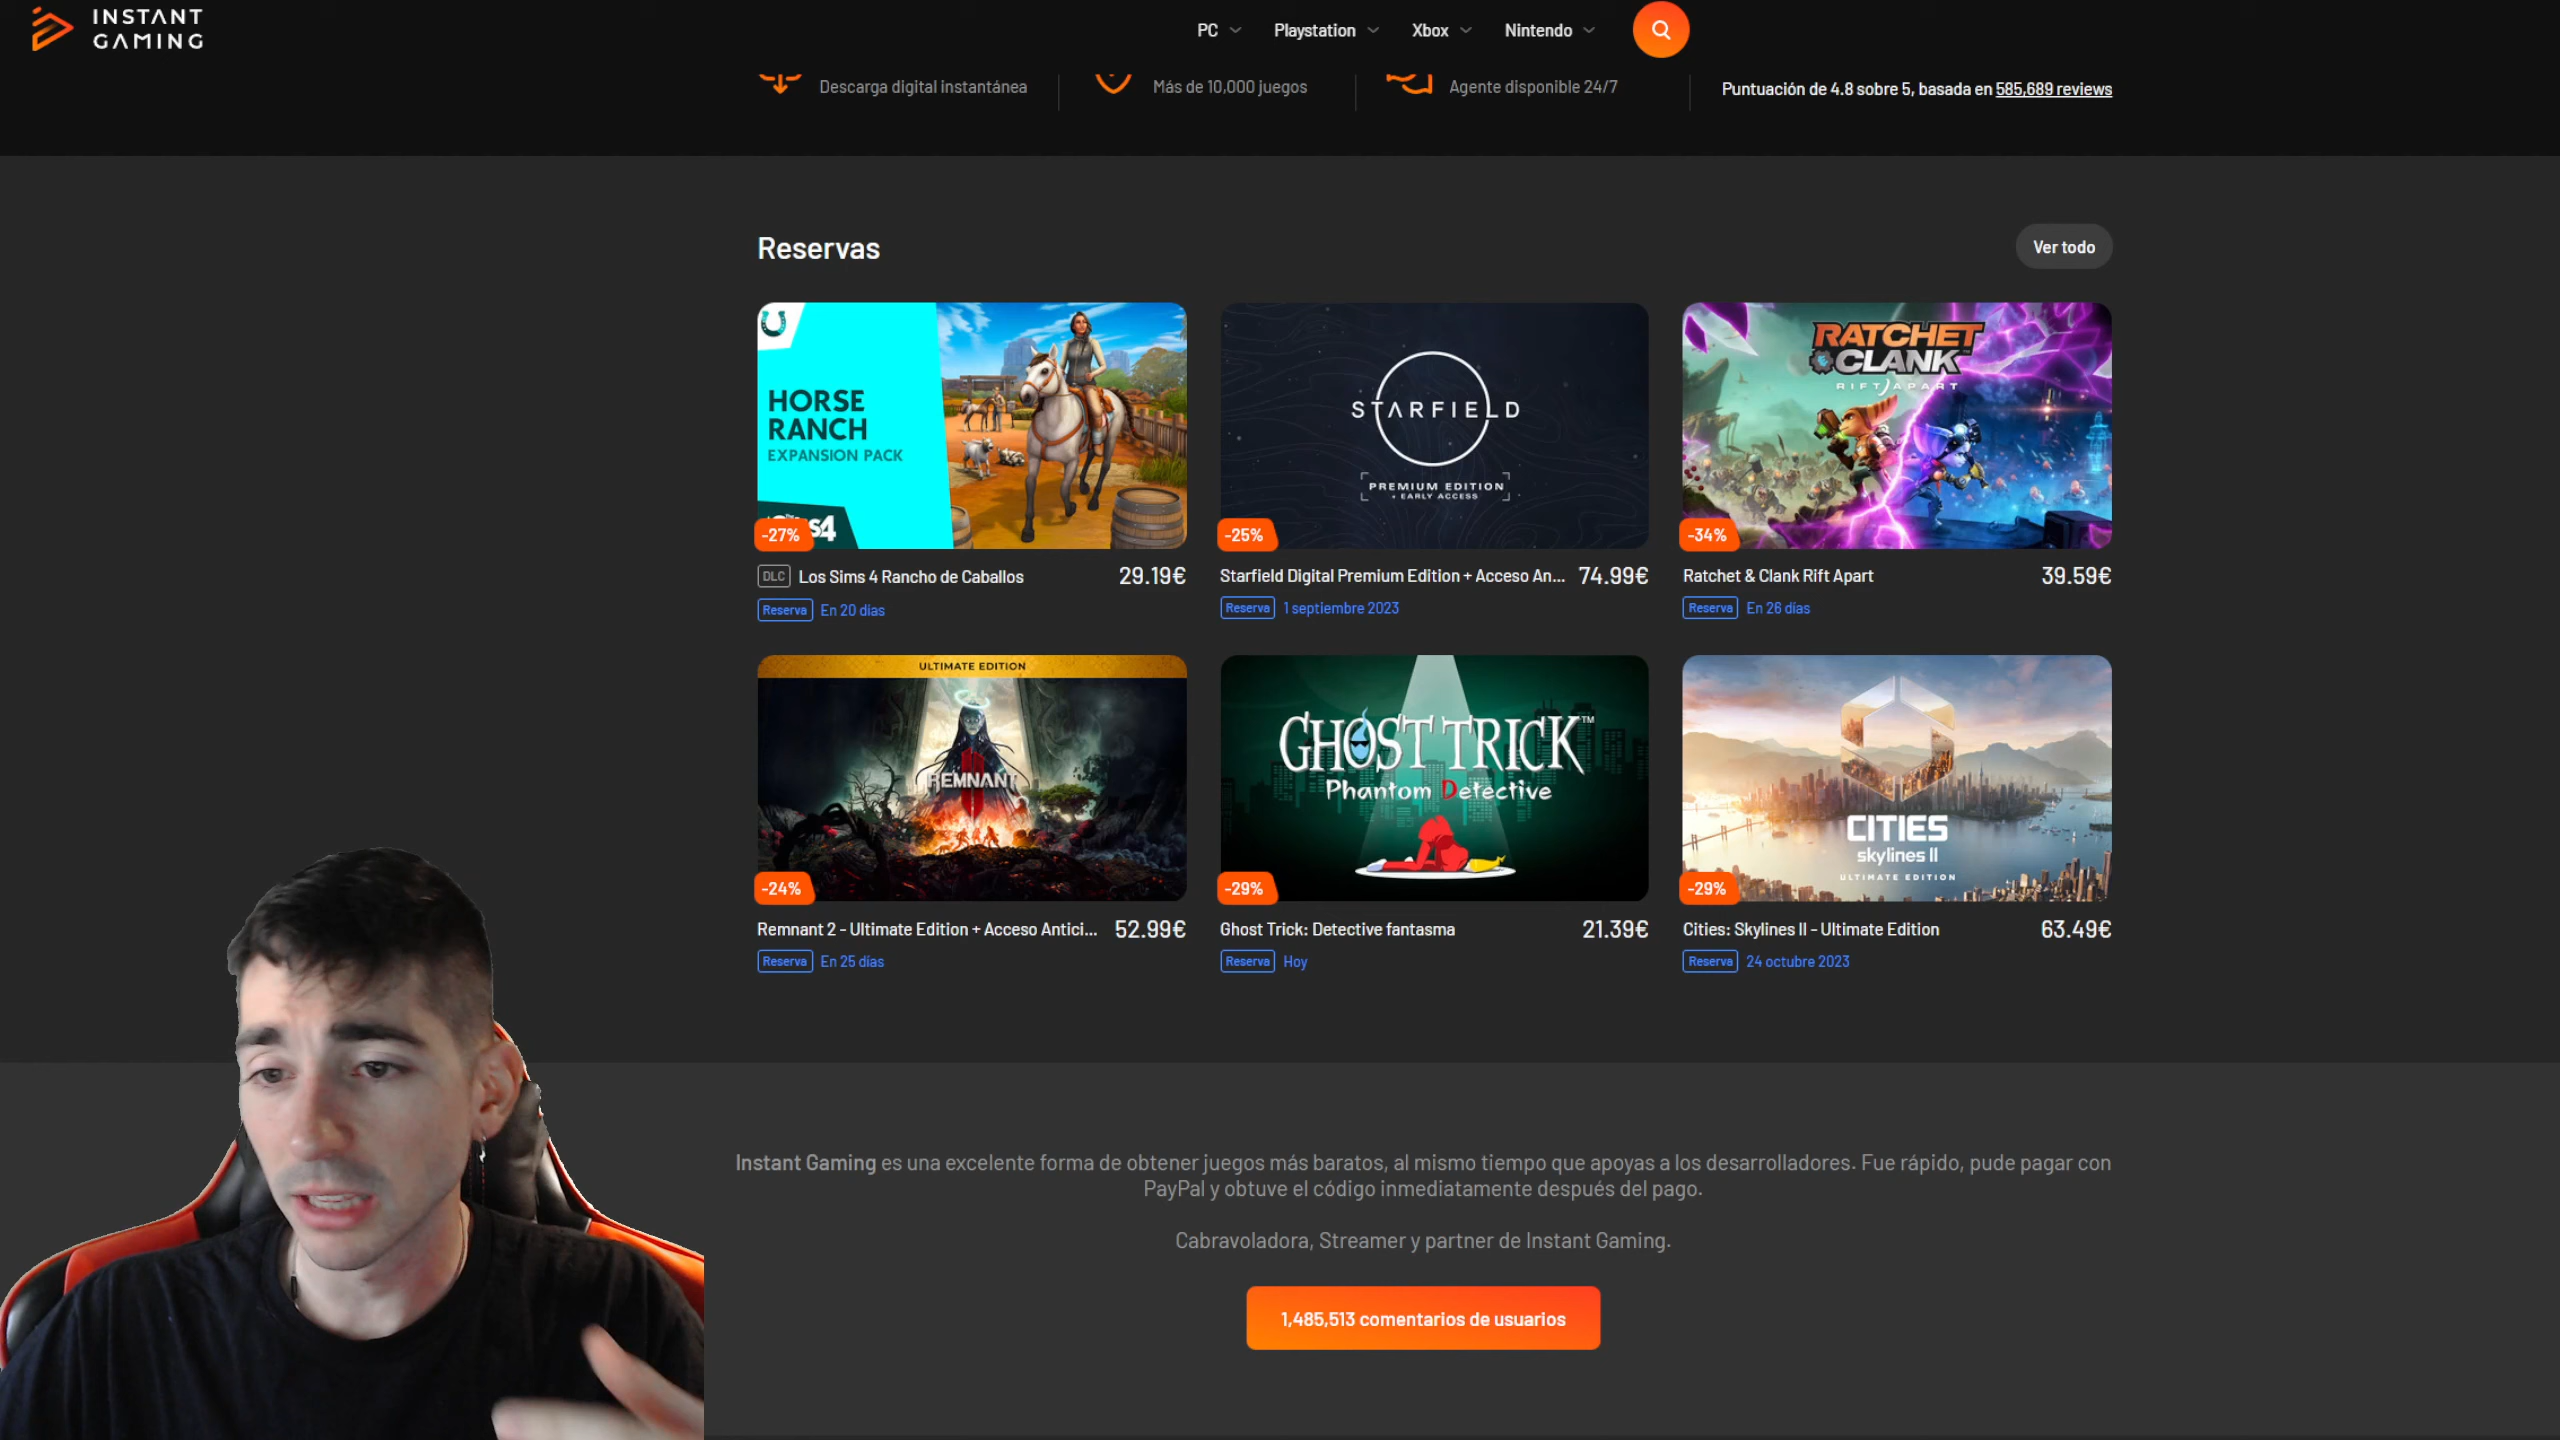 INSTANT
GAMING
PC
Playstation
Xbox
Nintendo
Descarga digital instantánea
Más de 10,000 juegos
Agente disponible 24/7
Puntuación de 4.8 sobre 5, basada en 585,689 reviews
Reservas
Ver todo
HORSE
RANCH
EXPANSION PACK
-27%
DLC Los Sims 4 Rancho de Caballos 29.19€
Reserva En 20 días
STARFIELD
PREMIUM EDITION
+ EARLY ACCESS
-25%
Starfield Digital Premium Edition + Acceso An... 74.99€
Reserva 1 septiembre 2023
RATCHET
CLANK
RIFT APART
-34%
Ratchet & Clank Rift Apart 39.59€
Reserva En 26 días
ULTIMATE EDITION
REMNANT
II
-24%
Remnant 2 - Ultimate Edition + Acceso Antici... 52.99€
Reserva En 25 días
GHOST TRICK™
Phantom Detective
-29%
Ghost Trick: Detective fantasma 21.39€
Reserva Hoy
CITIES
skylines II
ULTIMATE EDITION
-29%
Cities: Skylines II - Ultimate Edition 63.49€
Reserva 24 octubre 2023
Instant Gaming es una excelente forma de obtener juegos más baratos, al mismo tiempo que apoyas a los desarrolladores. Fue rápido, pude pagar con
PayPal y obtuve el código inmediatamente después del pago.
Cabravoladora, Streamer y partner de Instant Gaming.
1,485,513 comentarios de usuarios